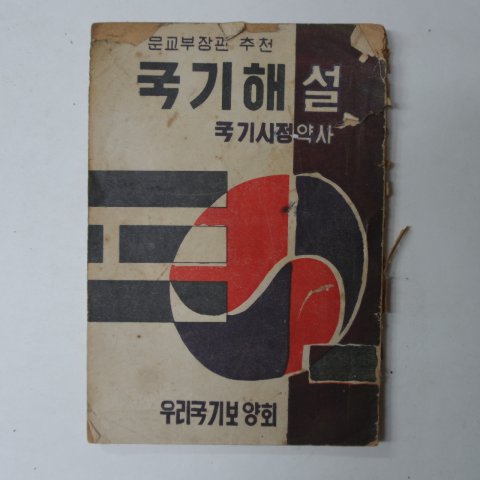 문교부장관 추천
국기해설
국기시정약사
우리국기보양회